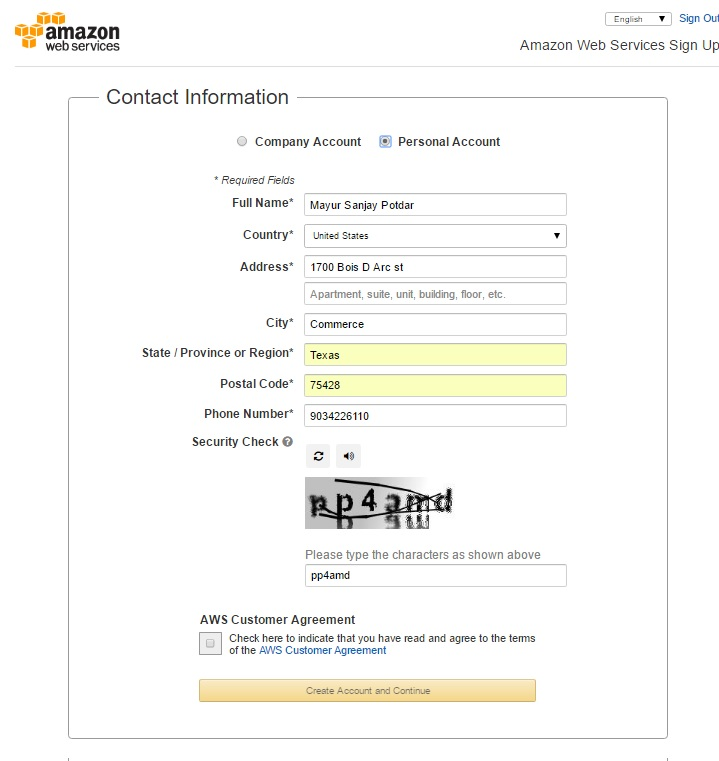 amazon
web services
English
Sign Out
Amazon Web Services Sign Up
Contact Information
Company Account Personal Account
* Required Fields
Full Name* Mayur Sanjay Potdar
Country* United States
Address* 1700 Bois D Arc st
Apartment, suite, unit, building, floor, etc.
City* Commerce
State / Province or Region* Texas
Postal Code* 75428
Phone Number* 9034226110
Security Check ?
pp4amd
Please type the characters as shown above
pp4amd
AWS Customer Agreement
Check here to indicate that you have read and agree to the terms
of the AWS Customer Agreement
Create Account and Continue